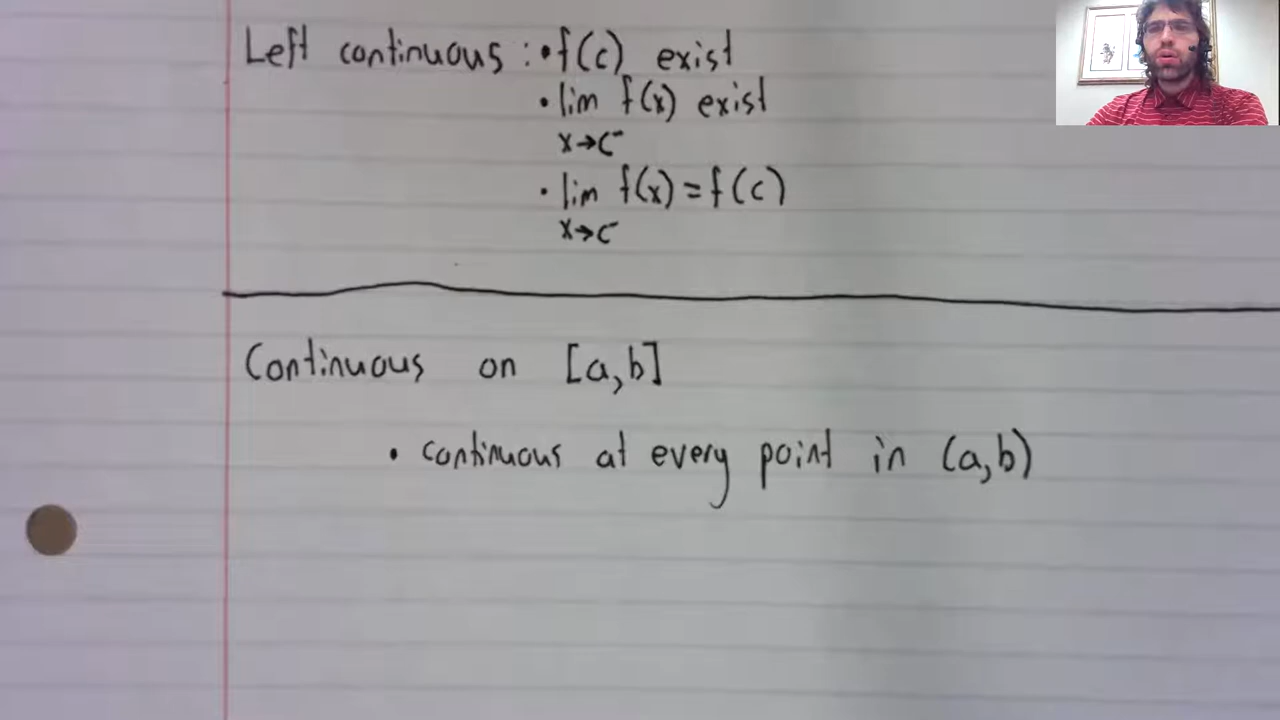 Left continuous : • f(c) exist
• lim f(x) exist
x→c⁻
• lim f(x) = f(c)
x→c⁻
Continuous on [a,b]
• continuous at every point in (a,b)